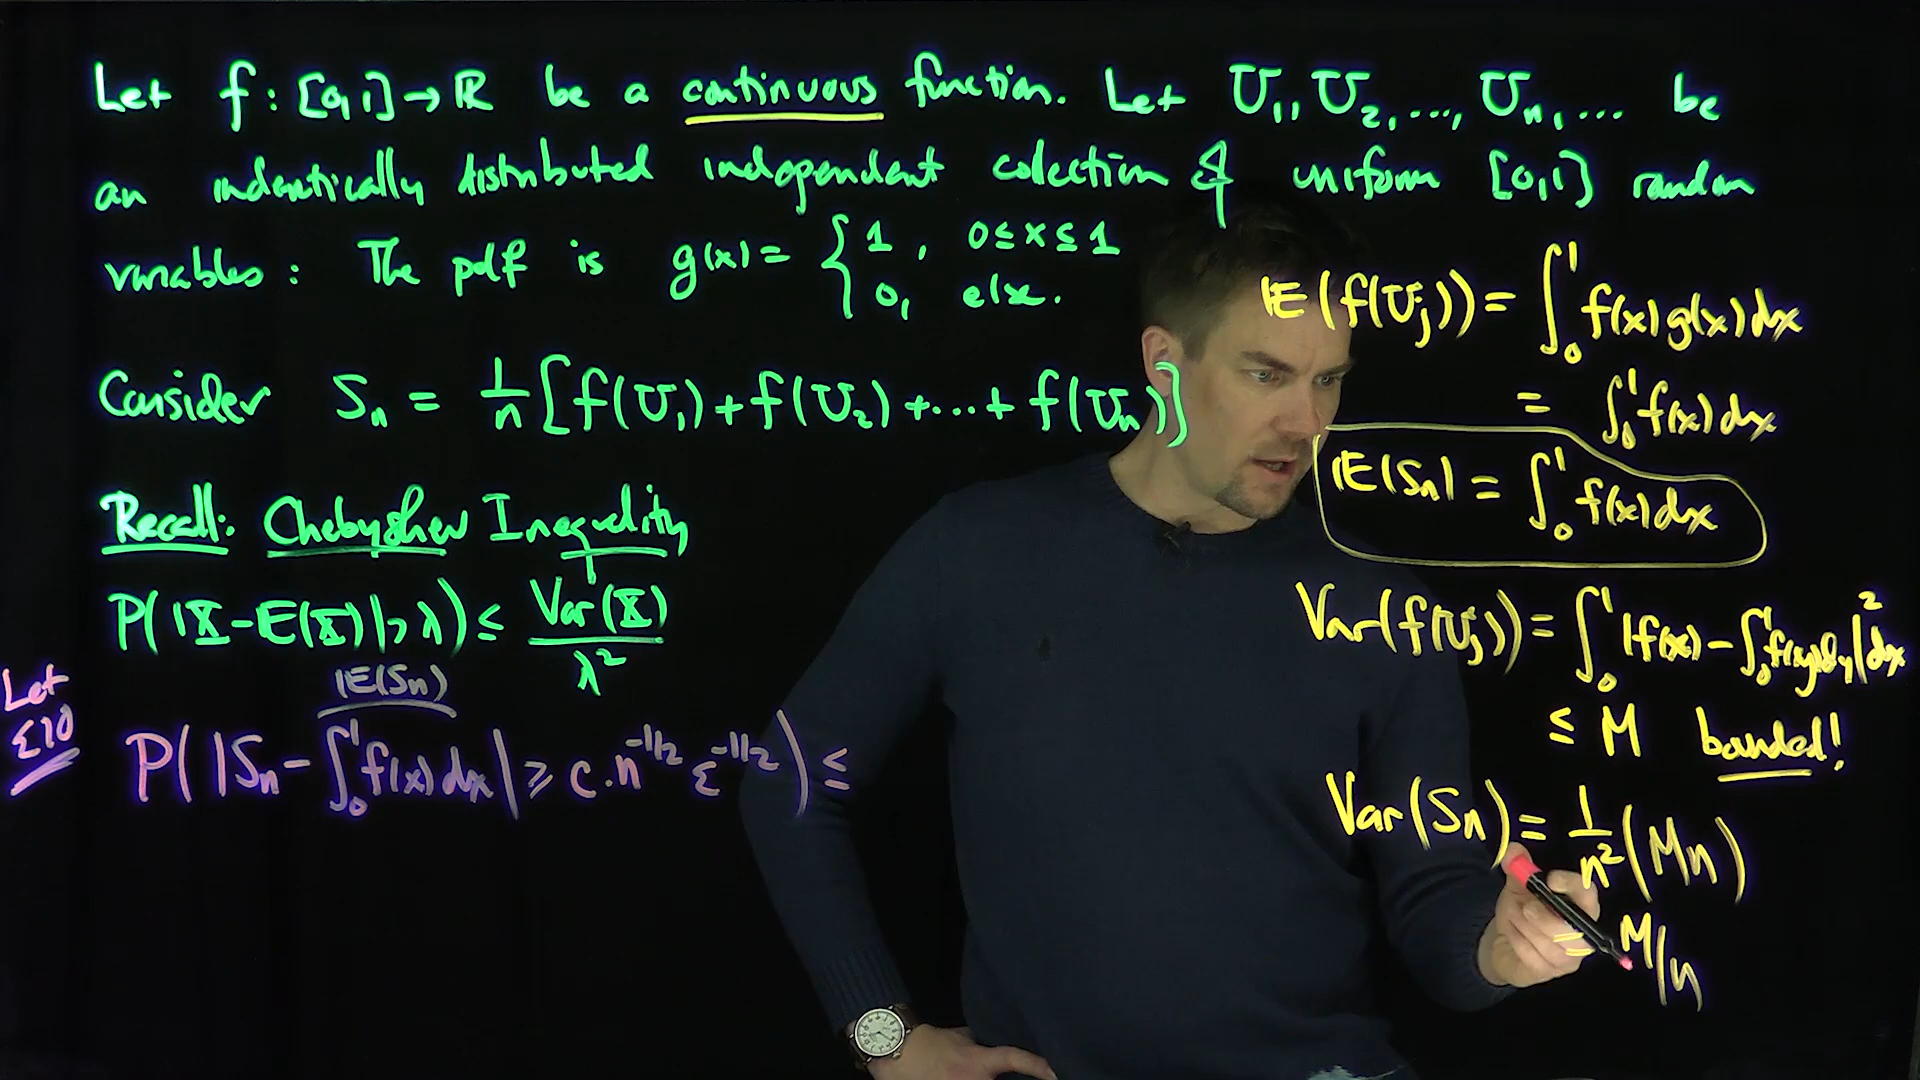 Let f : [0,1] → ℝ be a continuous function. Let U₁, U₂, ..., Uₙ, ... be
an indentically distributed independent collection of uniform [0,1] random
variables : The pdf is g(x) = { 1 , 0 ≤ x ≤ 1
0, else.
Consider Sₙ = 1/n [f(U₁) + f(U₂) + ... + f(Uₙ)]
Recall: Chebyshev Inequality
P(|X - E(X)| > λ) ≤ Var(X)/λ²
Let ε>0
E(Sₙ)
P( |Sₙ - ∫₀¹ f(x) dx| ≥ c · n^{-1/2} ε^{-1/2} ) ≤
E(f(Uⱼ)) = ∫₀¹ f(x) g(x) dx
= ∫₀¹ f(x) dx
E(Sₙ) = ∫₀¹ f(x) dx
Var(f(Uⱼ)) = ∫₀¹ |f(x) - ∫₀¹ f(y)dy|² dx
≤ M bounded!
Var(Sₙ) = 1/n² (Mn)
= M/n